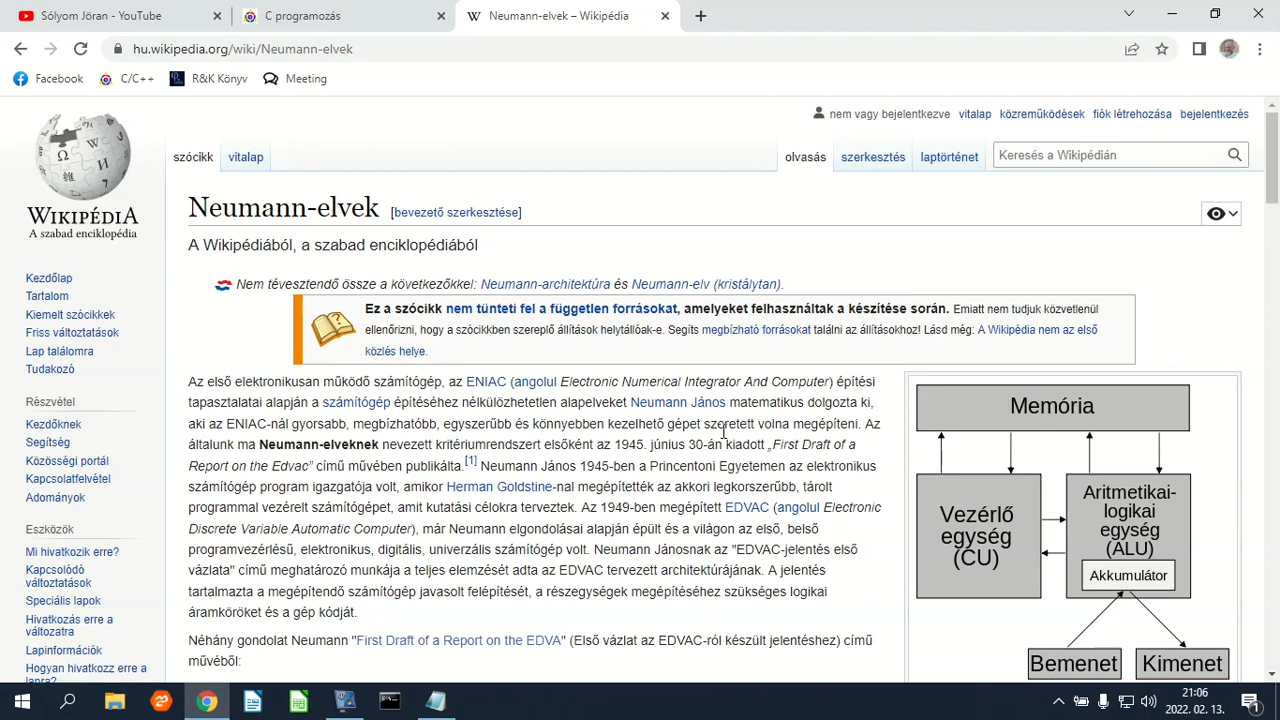 Sólyom Jöran - YouTube
C programozás
Neumann-elvek – Wikipédia
hu.wikipedia.org/wiki/Neumann-elvek
Facebook
C/C++
R&K Könyv
Meeting
nem vagy bejelentkezve
vitalap
közreműködések
fiók létrehozása
bejelentkezés
szócikk
vitalap
olvasás
szerkesztés
laptörténet
Keresés a Wikipédián
WIKIPÉDIA
A szabad enciklopédia
Kezdőlap
Tartalom
Kiemelt szócikkek
Friss változtatások
Lap találomra
Tudakozó
Részvétel
Kezdőknek
Segítség
Közösségi portál
Kapcsolatfelvétel
Adományok
Eszközök
Mi hivatkozik erre?
Kapcsolódó
változtatások
Speciális lapok
Hivatkozás erre a
változatra
Lapinformációk
Hogyan hivatkozz erre a
lapra?
Neumann-elvek [bevezető szerkesztése]
A Wikipédiából, a szabad enciklopédiából
Nem tévesztendő össze a következőkkel: Neumann-architektúra és Neumann-elv (kristálytan).
Ez a szócikk nem tünteti fel a független forrásokat, amelyeket felhasználtak a készítése során. Emiatt nem tudjuk közvetlenül
ellenőrizni, hogy a szócikkben szereplő állítások helytállóak-e. Segíts megbízható forrásokat találni az állításokhoz! Lásd még: A Wikipédia nem az első
közlés helye.
Az első elektronikusan működő számítógép, az ENIAC (angolul Electronic Numerical Integrator And Computer) építési
tapasztalatai alapján a számítógép építéséhez nélkülözhetetlen alapelveket Neumann János matematikus dolgozta ki,
aki az ENIAC-nál gyorsabb, megbízhatóbb, egyszerűbb és könnyebben kezelhető gépet szeretett volna megépíteni. Az
általunk ma Neumann-elveknek nevezett kritériumrendszert elsőként az 1945. június 30-án kiadott „First Draft of a
Report on the Edvac” című művében publikálta.[1] Neumann János 1945-ben a Princetoni Egyetemen az elektronikus
számítógép program igazgatója volt, amikor Herman Goldstine-nal megépítették az akkori legkorszerűbb, tárolt
programmal vezérelt számítógépet, amit kutatási célokra terveztek. Az 1949-ben megépített EDVAC (angolul Electronic
Discrete Variable Automatic Computer), már Neumann elgondolásai alapján épült és a világon az első, belső
programvezérlésű, elektronikus, digitális, univerzális számítógép volt. Neumann Jánosnak az "EDVAC-jelentés első
vázlata" című meghatározó munkája a teljes elemzését adta az EDVAC tervezett architektúrájának. A jelentés
tartalmazta a megépítendő számítógép javasolt felépítését, a részegységek megépítéséhez szükséges logikai
áramköröket és a gép kódját.
Néhány gondolat Neumann "First Draft of a Report on the EDVA" (Első vázlat az EDVAC-ról készült jelentéshez) című
művéből:
Memória
Vezérlő
egység
(CU)
Aritmetikai-
logikai
egység
(ALU)
Akkumulátor
Bemenet
Kimenet
21:06
2022. 02. 13.
1